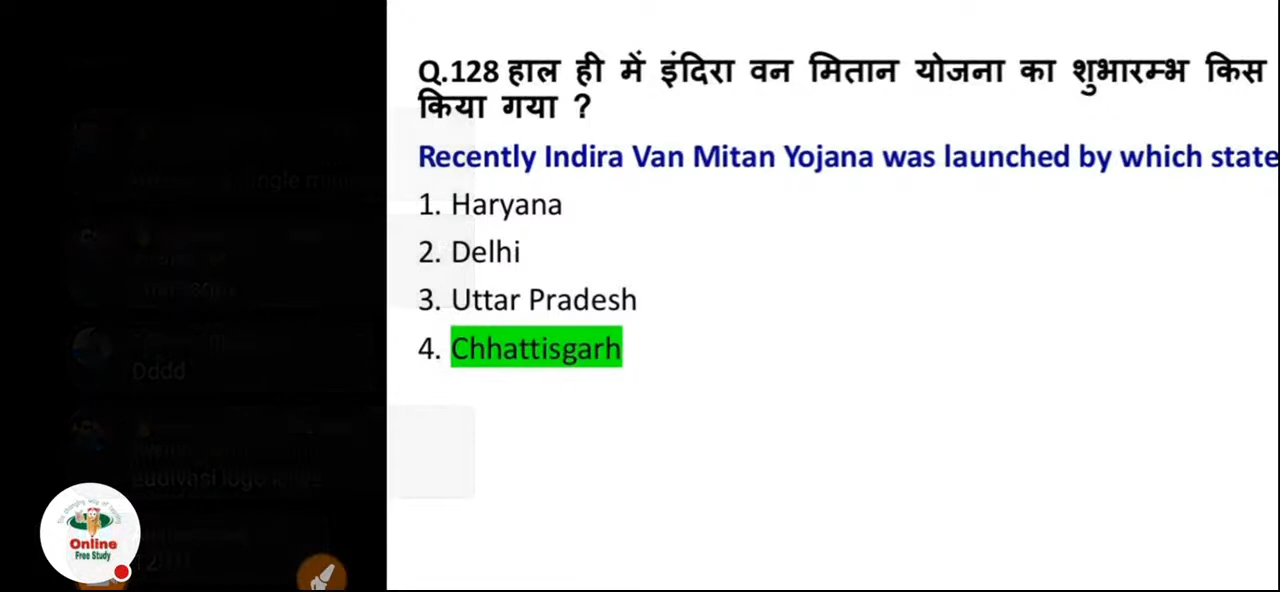 Q.128 हाल ही में इंदिरा वन मितान योजना का शुभारम्भ किस
किया गया ?
Recently Indira Van Mitan Yojana was launched by which state
1. Haryana
2. Delhi
3. Uttar Pradesh
4. Chhattisgarh
Dddd
Online
Free Study